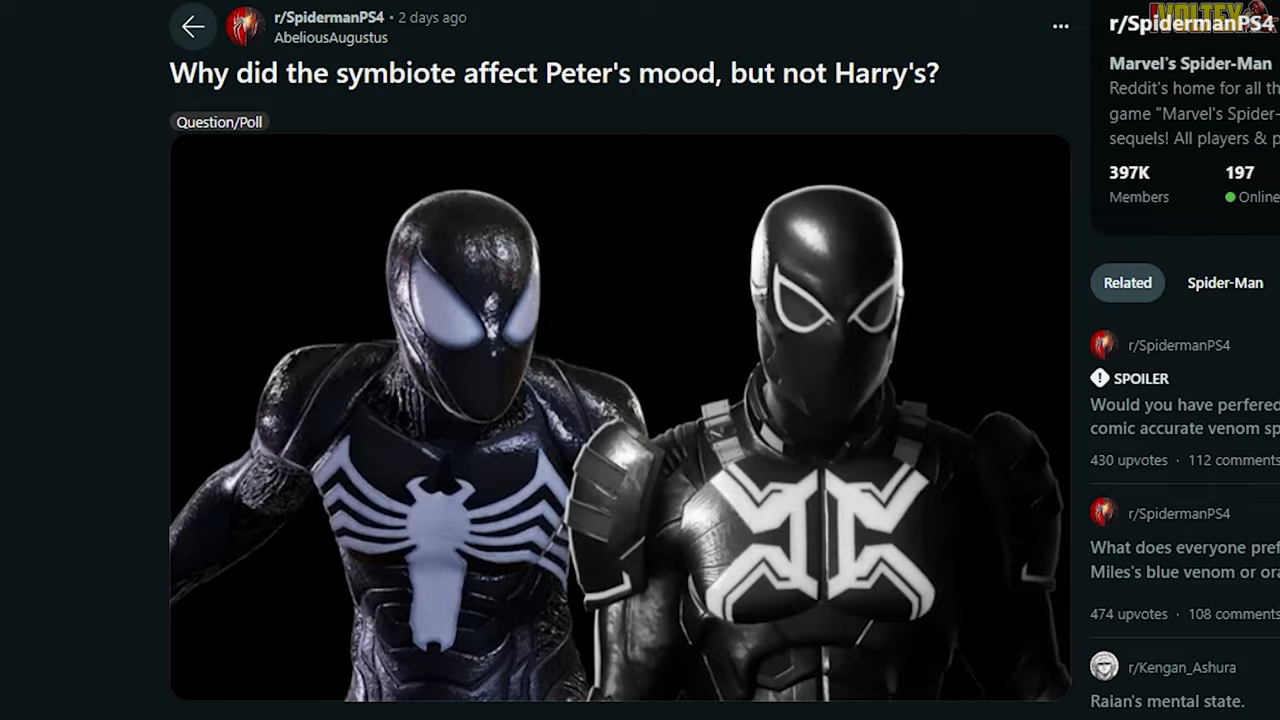 r/SpidermanPS4 • 2 days ago
AbeliousAugustus
Why did the symbiote affect Peter's mood, but not Harry's?
Question/Poll
VOLTEX
r/SpidermanPS4
Marvel's Spider-Man
Reddit's home for all th
game "Marvel's Spider-
sequels! All players & p
397K
197
Members
Online
Related
Spider-Man
r/SpidermanPS4
SPOILER
Would you have perfered
comic accurate venom sp
430 upvotes · 112 comments
r/SpidermanPS4
What does everyone pref
Miles's blue venom or ora
474 upvotes · 108 comments
r/Kengan_Ashura
Raian's mental state.